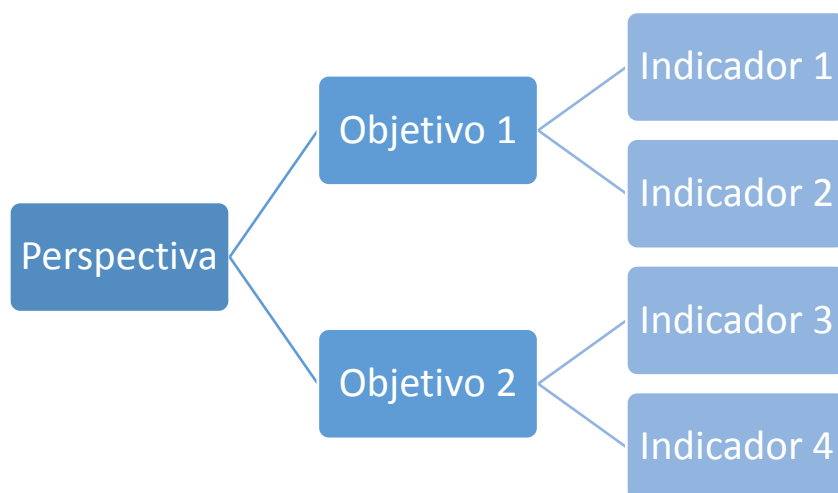 Perspectiva
Objetivo 1
Indicador 1
Indicador 2
Objetivo 2
Indicador 3
Indicador 4